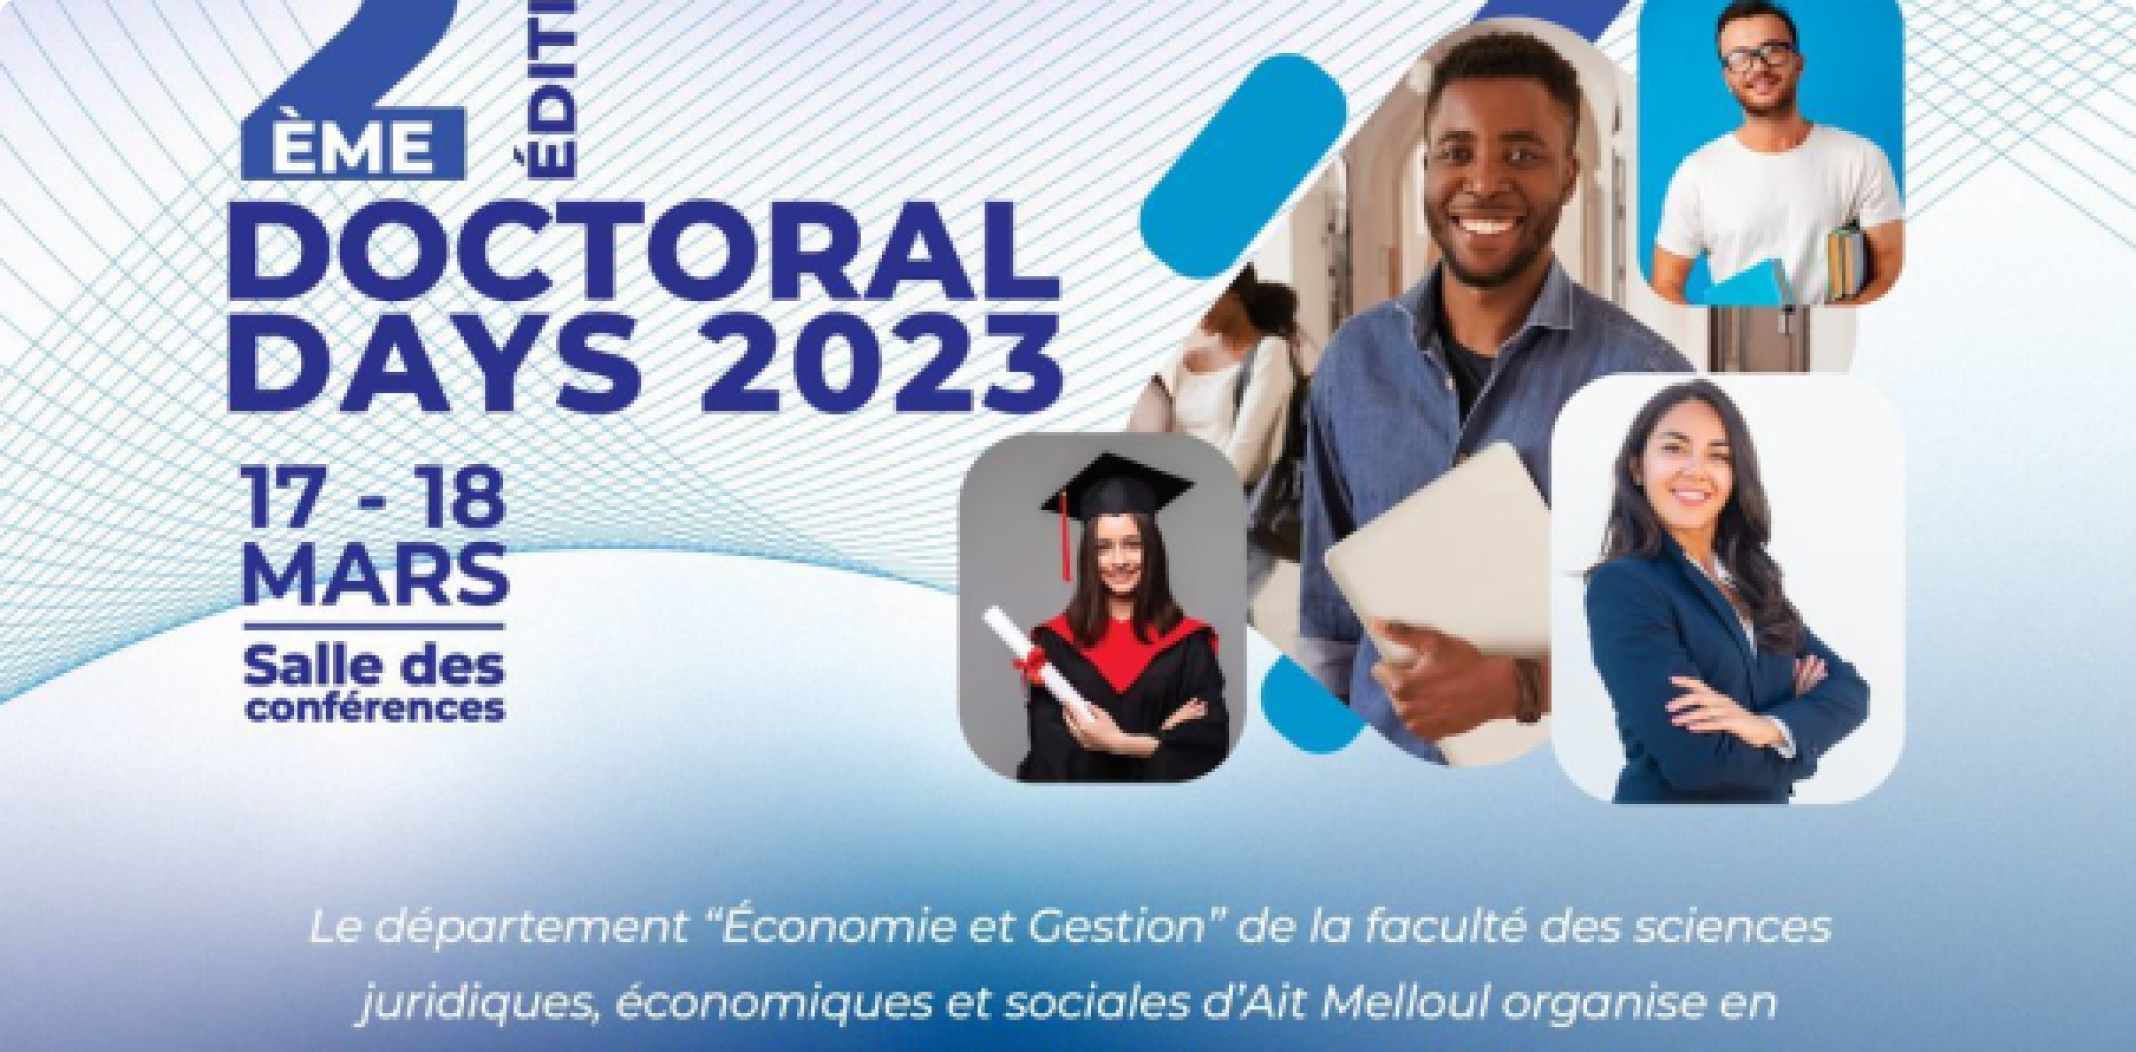 2
ÈME
DOCTORAL
DAYS 2023
17 - 18
MARS
Salle des
conférences
Le département “Économie et Gestion” de la faculté des sciences
juridiques, économiques et sociales d’Ait Melloul organise en